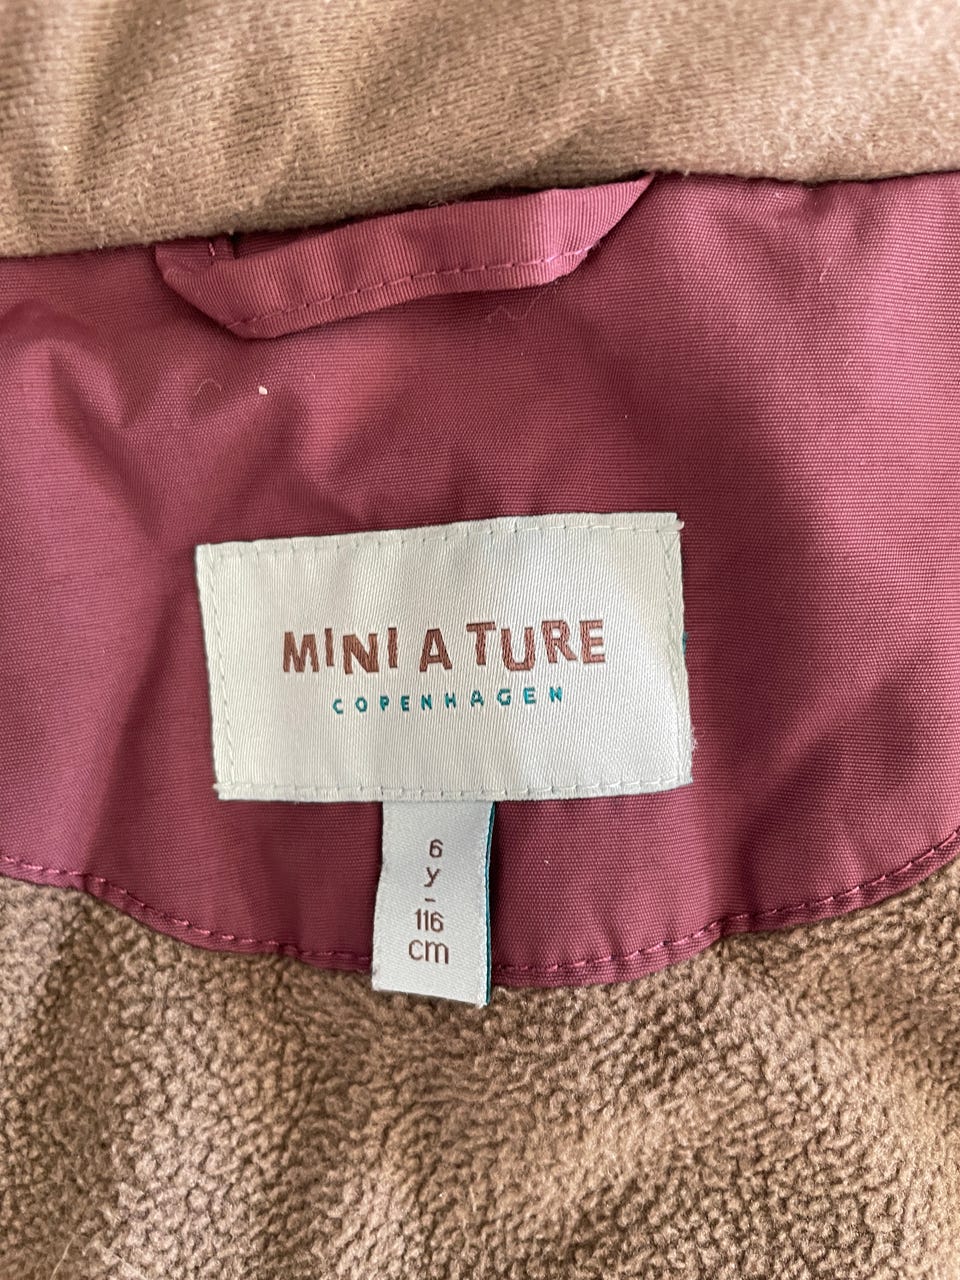 MINI A TURE
COPENHAGEN
6
y
-
116
cm